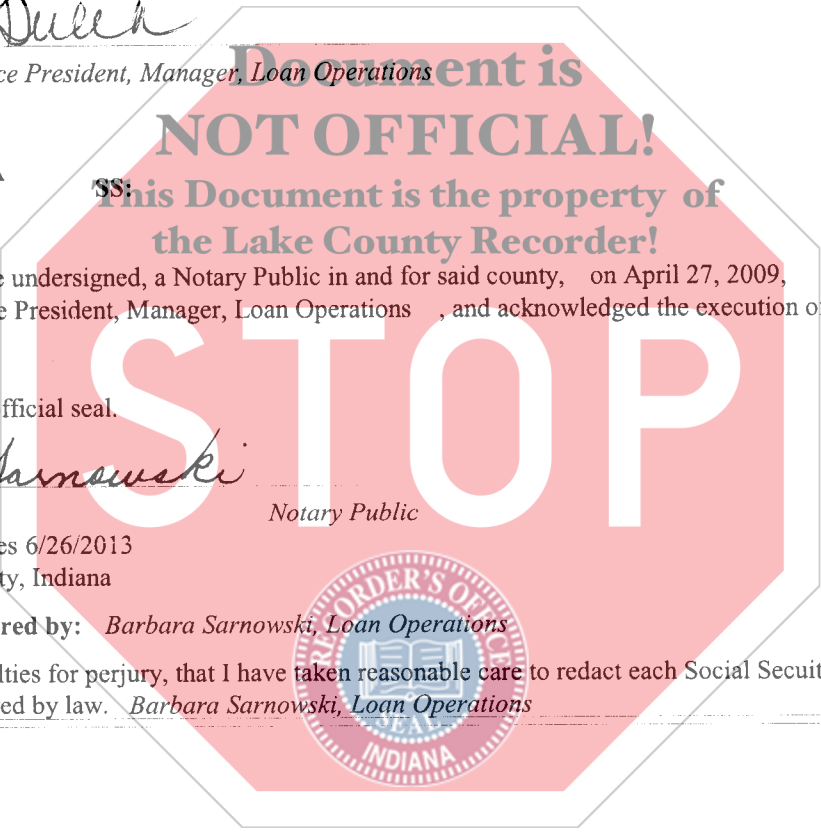 ce President, Manager, Loan Operations
Document is
NOT OFFICIAL!
SS:
This Document is the property of
the Lake County Recorder!
e undersigned, a Notary Public in and for said county, on April 27, 2009,
e President, Manager, Loan Operations , and acknowledged the execution o
STOP
fficial seal.
arnowski
Notary Public
es 6/26/2013
ty, Indiana
red by: Barbara Sarnowski, Loan Operations
lties for perjury, that I have taken reasonable care to redact each Social Secuit
ed by law. Barbara Sarnowski, Loan Operations
RECORDER'S OFFICE
SEAL
INDIANA